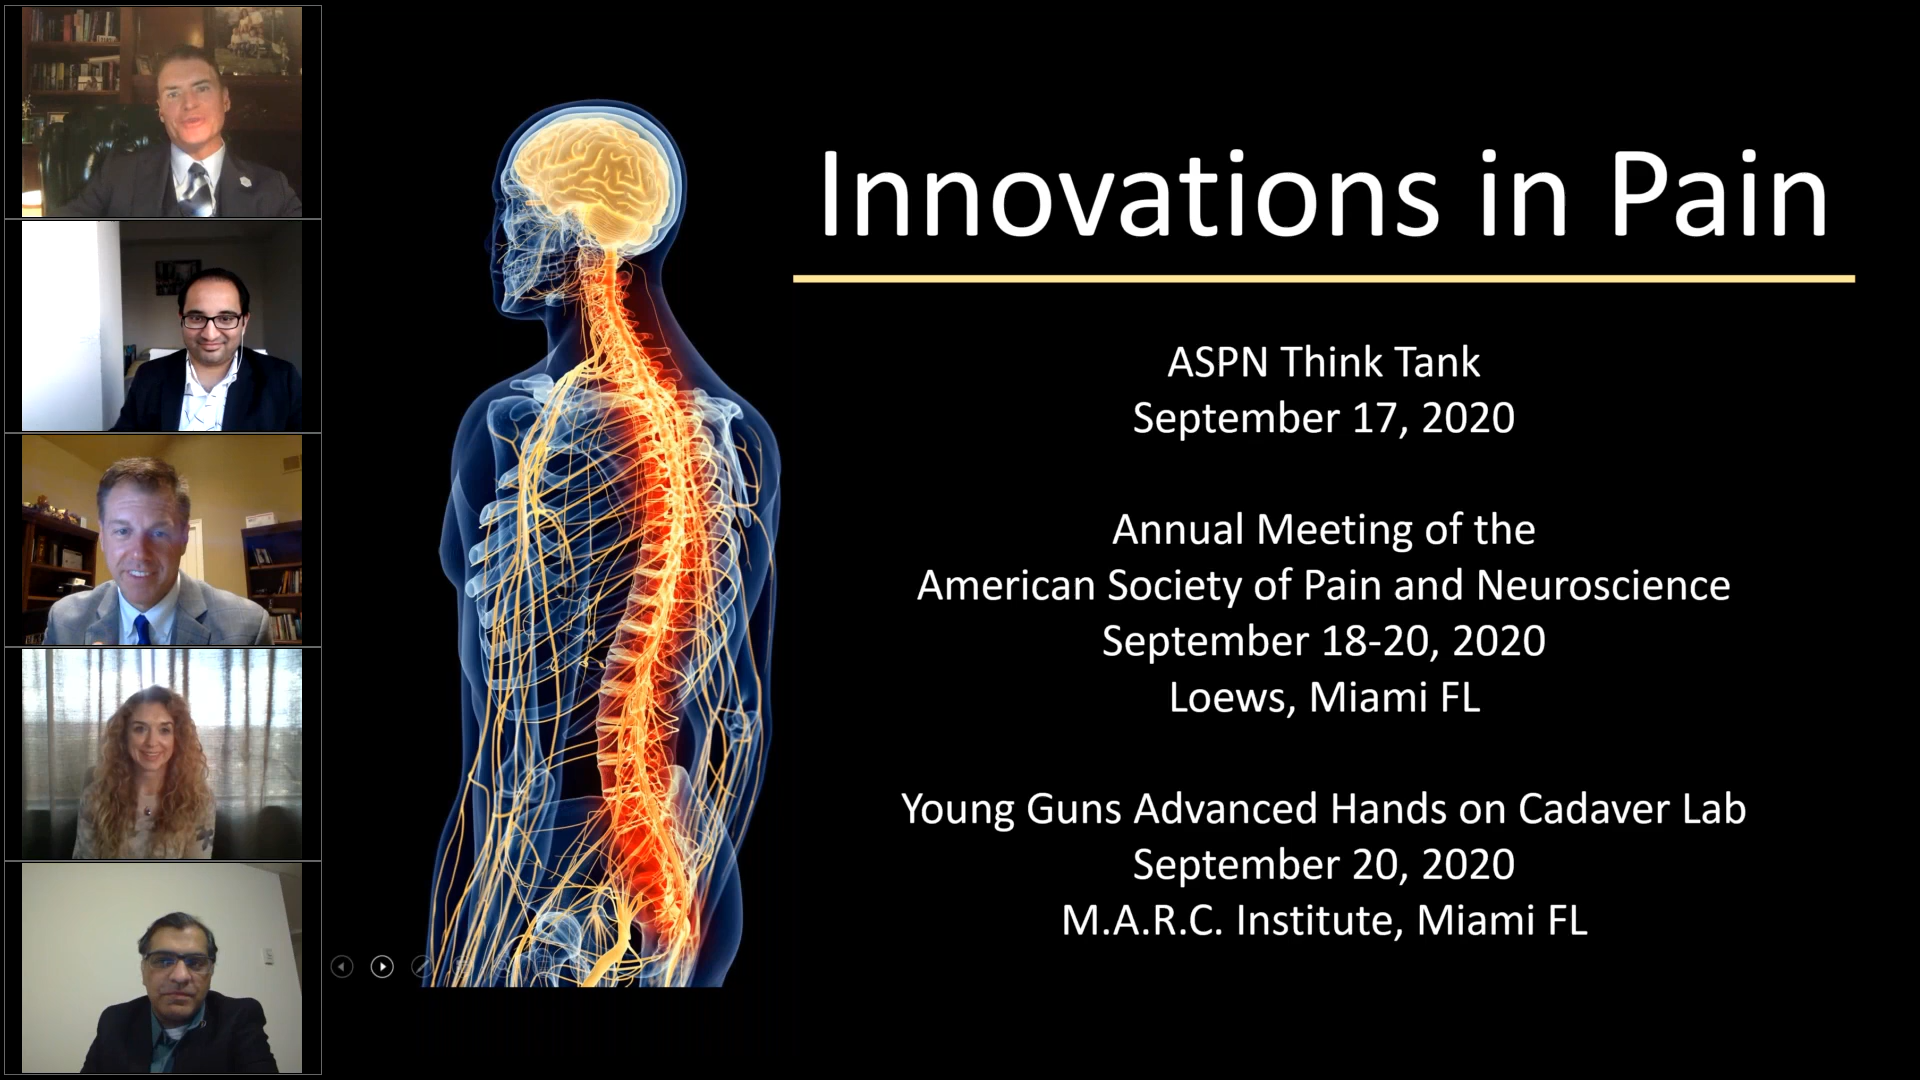 Innovations in Pain
ASPN Think Tank
September 17, 2020
Annual Meeting of the
American Society of Pain and Neuroscience
September 18-20, 2020
Loews, Miami FL
Young Guns Advanced Hands on Cadaver Lab
September 20, 2020
M.A.R.C. Institute, Miami FL